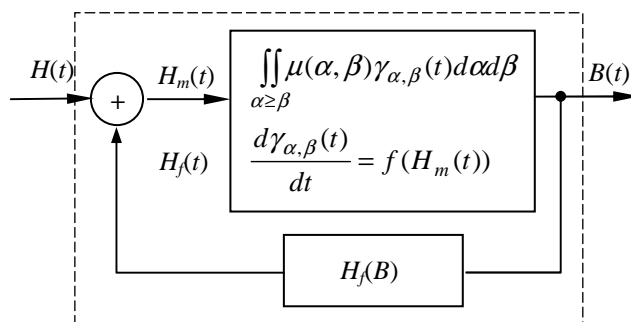 H(t)
+
H_m(t)
H_f(t)
∬_{α≥β} μ(α, β)γ_{α,β}(t)dαdβ
dγ_{α,β}(t)/dt = f(H_m(t))
B(t)
H_f(B)